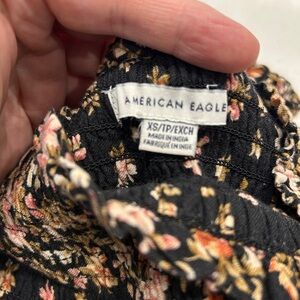 AMERICAN EAGLE
XS/TP/EXCH
MADE IN INDIA
FABRIQUÉ EN INDE